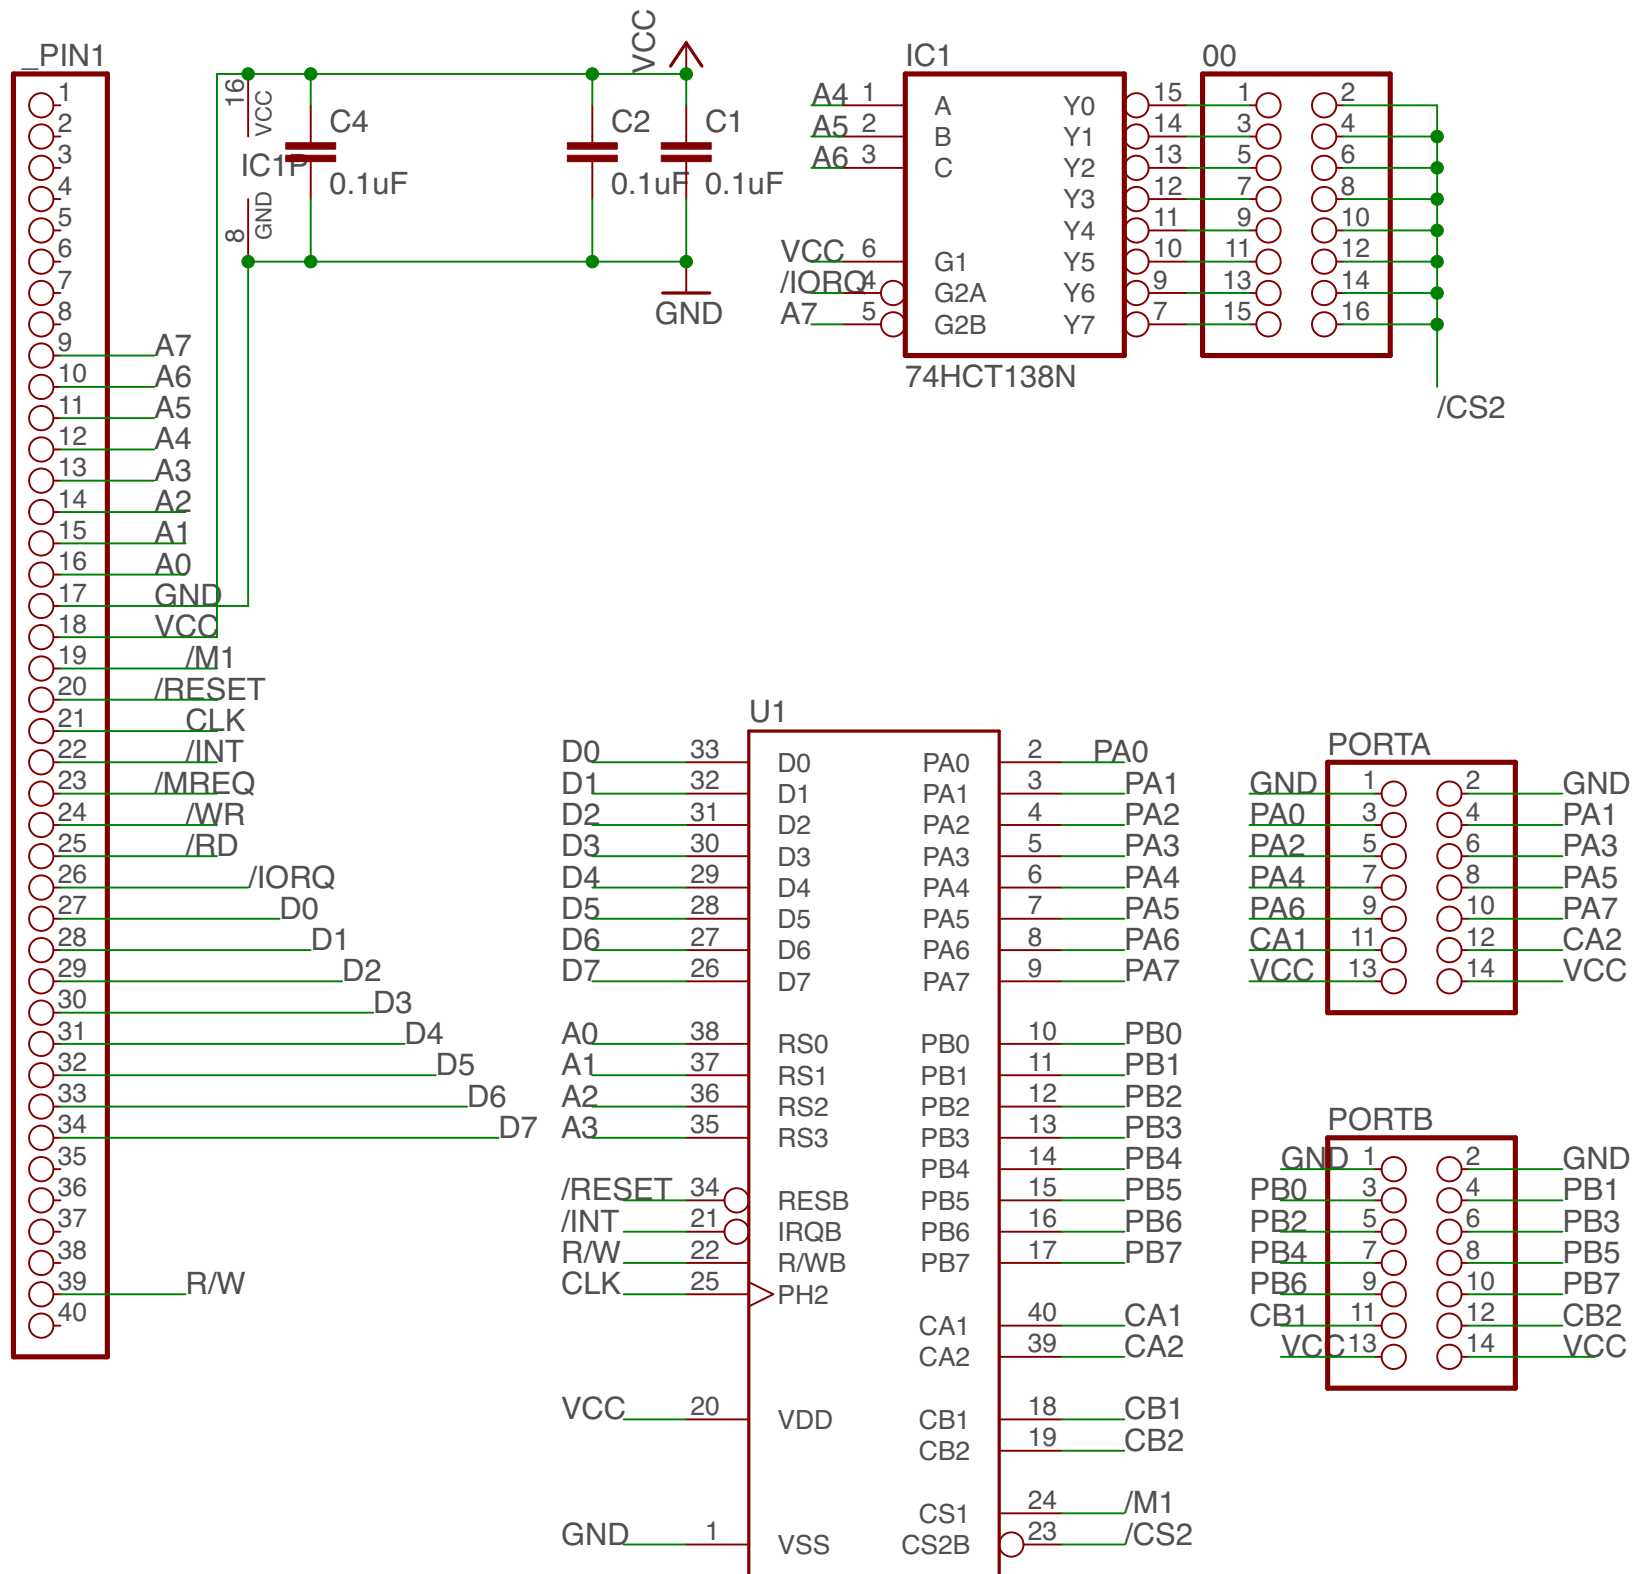 _PIN1
1
2
3
4
5
6
7
8
9 A7
10 A6
11 A5
12 A4
13 A3
14 A2
15 A1
16 A0
17 GND
18 VCC
19 /M1
20 /RESET
21 CLK
22 /INT
23 /MREQ
24 /WR
25 /RD
26 /IORQ
27 D0
28 D1
29 D2
30 D3
31 D4
32 D5
33 D6
34 D7
35
36
37
38
39 R/W
40
VCC
16 VCC
IC1P
8 GND
C4
0.1uF
C2
0.1uF
C1
0.1uF
GND
IC1
A4 1 A Y0 15
A5 2 B Y1 14
A6 3 C Y2 13
Y3 12
Y4 11
VCC 6 G1 Y5 10
/IORQ 4 G2A Y6 9
A7 5 G2B Y7 7
74HCT138N
00
1 2
3 4
5 6
7 8
9 10
11 12
13 14
15 16
/CS2
U1
D0 33 D0 PA0 2 PA0
D1 32 D1 PA1 3 PA1
D2 31 D2 PA2 4 PA2
D3 30 D3 PA3 5 PA3
D4 29 D4 PA4 6 PA4
D5 28 D5 PA5 7 PA5
D6 27 D6 PA6 8 PA6
D7 26 D7 PA7 9 PA7
A0 38 RS0 PB0 10 PB0
A1 37 RS1 PB1 11 PB1
A2 36 RS2 PB2 12 PB2
A3 35 RS3 PB3 13 PB3
PB4 14 PB4
/RESET 34 RESB PB5 15 PB5
/INT 21 IRQB PB6 16 PB6
R/W 22 R/WB PB7 17 PB7
CLK 25 PH2
CA1 40 CA1
CA2 39 CA2
VCC 20 VDD CB1 18 CB1
CB2 19 CB2
CS1 24 /M1
GND 1 VSS CS2B 23 /CS2
PORTA
GND 1 2 GND
PA0 3 4 PA1
PA2 5 6 PA3
PA4 7 8 PA5
PA6 9 10 PA7
CA1 11 12 CA2
VCC 13 14 VCC
PORTB
GND 1 2 GND
PB0 3 4 PB1
PB2 5 6 PB3
PB4 7 8 PB5
PB6 9 10 PB7
CB1 11 12 CB2
VCC 13 14 VCC